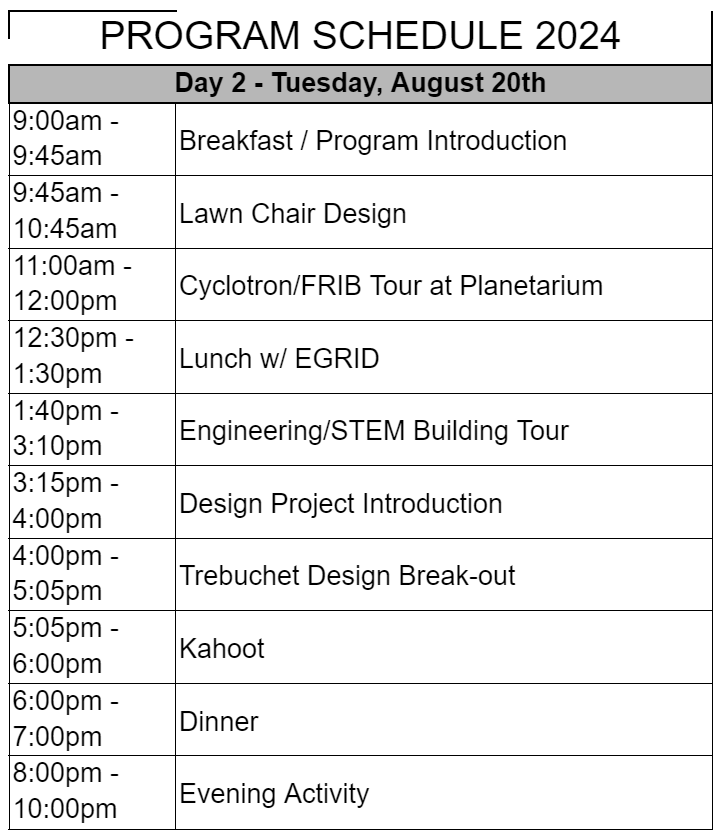 PROGRAM SCHEDULE 2024
Day 2 - Tuesday, August 20th
9:00am -
9:45am
Breakfast / Program Introduction
9:45am -
10:45am
Lawn Chair Design
11:00am -
12:00pm
Cyclotron/FRIB Tour at Planetarium
12:30pm -
1:30pm
Lunch w/ EGRID
1:40pm -
3:10pm
Engineering/STEM Building Tour
3:15pm -
4:00pm
Design Project Introduction
4:00pm -
5:05pm
Trebuchet Design Break-out
5:05pm -
6:00pm
Kahoot
6:00pm -
7:00pm
Dinner
8:00pm -
10:00pm
Evening Activity